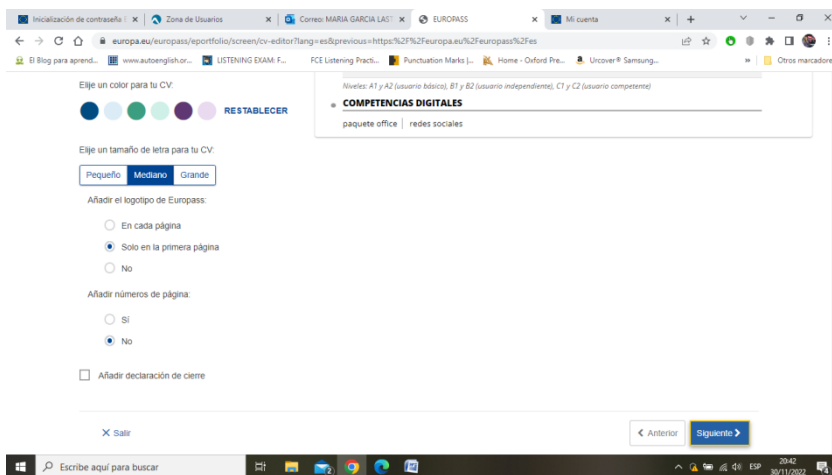 Inicialización de contraseña
Zona de Usuarios
Correo: MARIA GARCIA LAST
EUROPASS
Mi cuenta
europa.eu/europass/eportfolio/screen/cv-editor?lang=es&previous=https:%2F%2Feuropa.eu%2Feuropass%2Fes
El Blog para aprend...
www.autoenglish.or...
LISTENING EXAM: F...
FCE Listening Practi...
Punctuation Marks |...
Home - Oxford Pre...
Urcover® Samsung...
»
Otros marcadore
Elije un color para tu CV:
RESTABLECER
Niveles: A1 y A2 (usuario básico), B1 y B2 (usuario independiente), C1 y C2 (usuario competente)
COMPETENCIAS DIGITALES
paquete office | redes sociales
Elije un tamaño de letra para tu CV:
Pequeño Mediano Grande
Añadir el logotipo de Europass:
En cada página
Solo en la primera página
No
Añadir números de página:
Sí
No
Añadir declaración de cierre
Salir
Anterior
Siguiente
Escribe aquí para buscar
ESP
20:42
30/11/2022